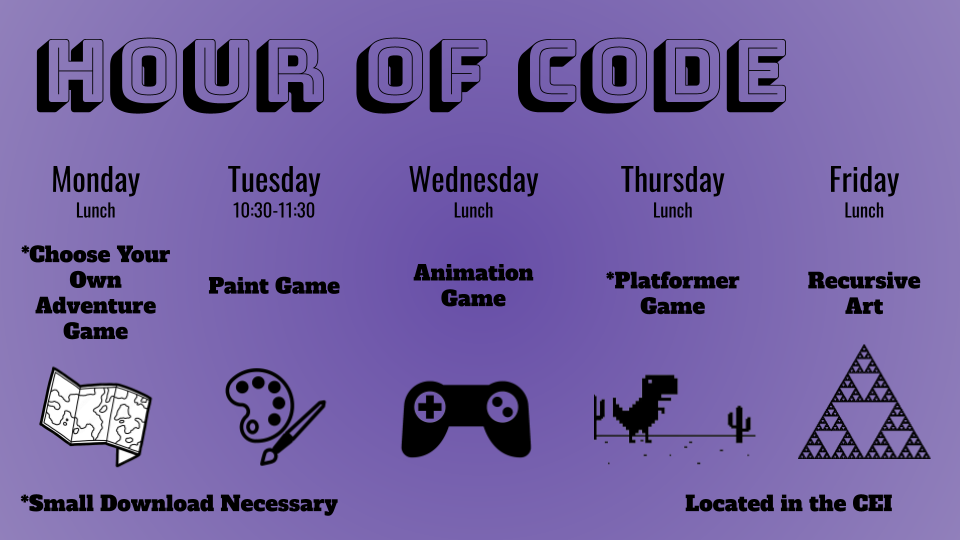 HOUR OF CODE
Monday
Lunch
*Choose Your
Own
Adventure
Game
Tuesday
10:30-11:30
Paint Game
Wednesday
Lunch
Animation
Game
Thursday
Lunch
*Platformer
Game
Friday
Lunch
Recursive
Art
*Small Download Necessary
Located in the CEI